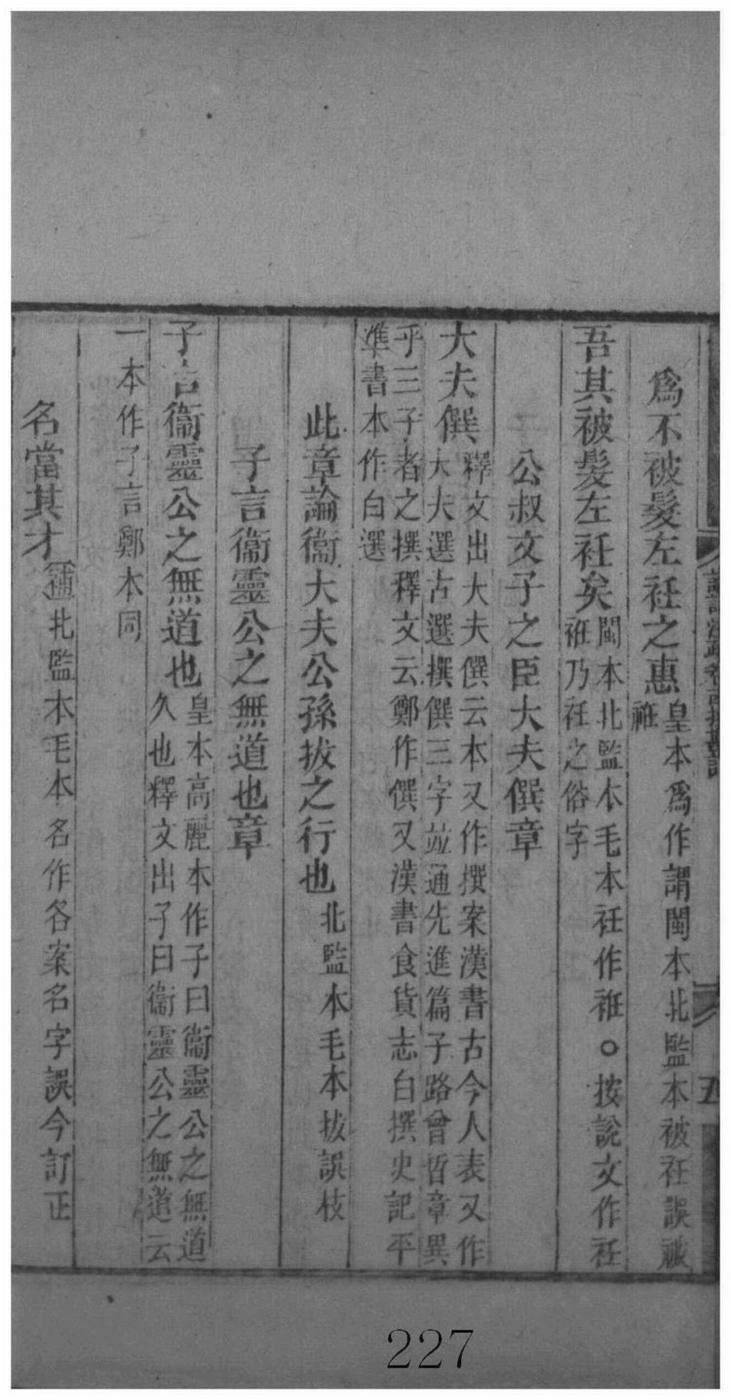 爲不被髮左衽之惠皇本爲作謂閩本北監本被衽誤祴
袵
吾其被髮左衽矣閩本北監本毛本衽作袵○按說文作衽
袵乃衽之俗字
公叔文子之臣大夫僎章
大夫僎釋文出大夫僎云本又作撰案漢書古今人表又作
大夫選古選撰僎三字竝通先進篇子路曾晳章異
乎三子者之撰釋文云鄭作僎又漢書食貨志白撰史記平
準書本作白選
此章論衞大夫公孫拔之行也北監本毛本拔誤枝
子言衞靈公之無道也章
子言衞靈公之無道也皇本高麗本作子曰衞靈公之無道
久也釋文出子曰衞靈公之無道云
一本作子言鄭本同
名當其才補北監本毛本名作各案名字誤今訂正
五
227